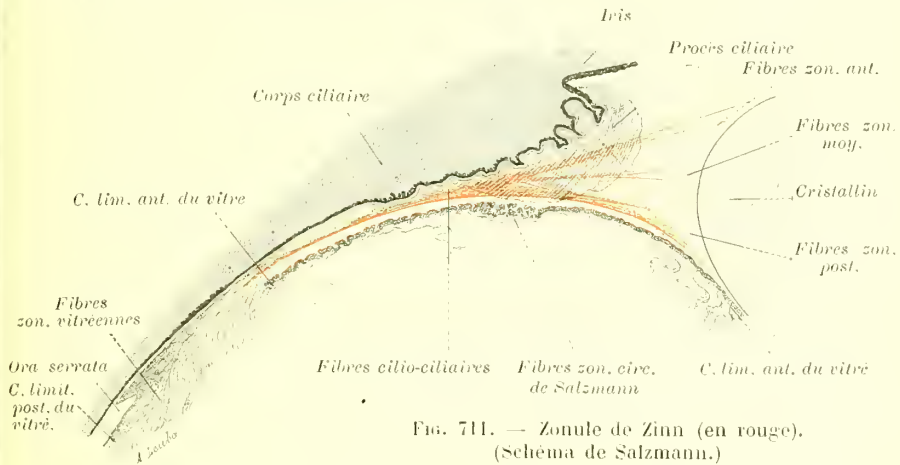 Iris
Procès ciliaire
Fibres zon. ant.
Corps ciliaire
Fibres zon.
moy.
Cristallin
C. lim. ant. du vitre
Fibres zon.
post.
Fibres
zon. vitréennes
Ora serrata
C. limit.
post. du
vitré.
Fibres cilio-ciliaires
Fibres zon. circ.
de Salzmann
C. lim. ant. du vitré
FIG. 711. — Zonule de Zinn (en rouge).
(Schéma de Salzmann.)